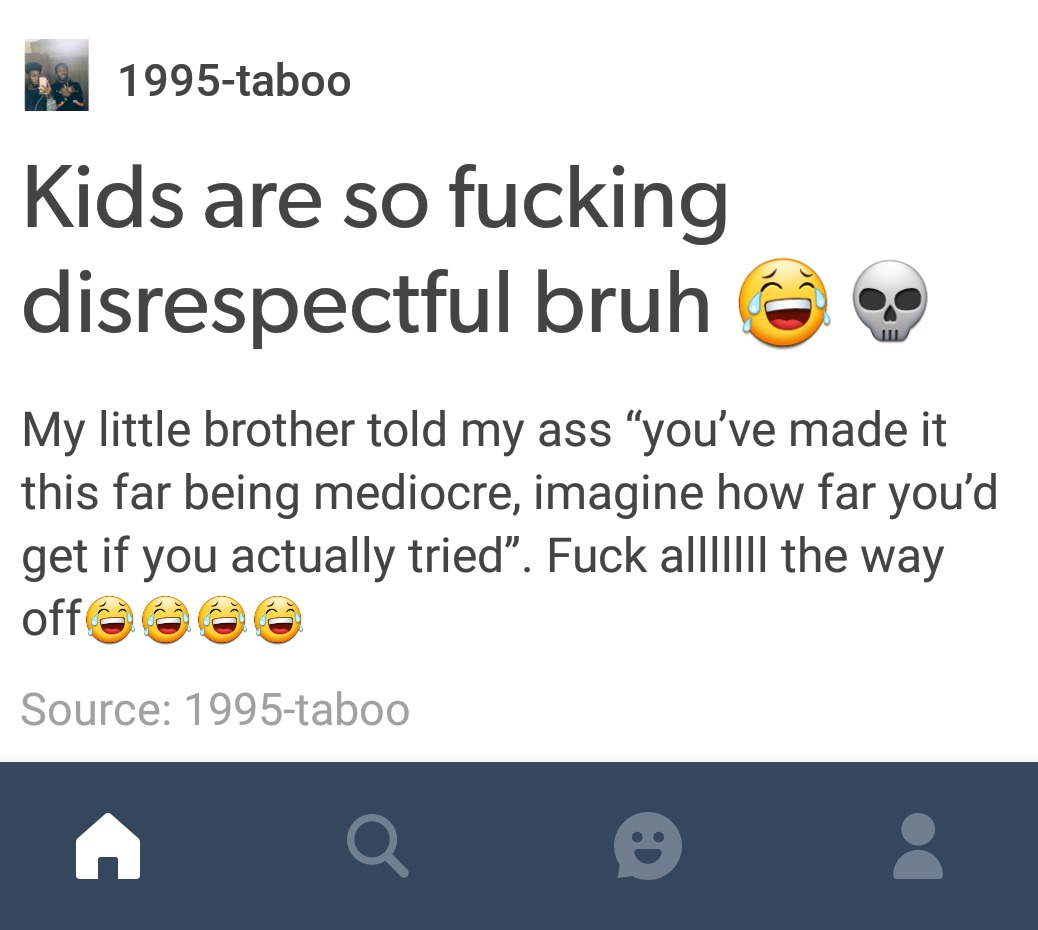 1995-taboo
Kids are so fucking
disrespectful bruh 😂 💀
My little brother told my ass “you’ve made it
this far being mediocre, imagine how far you’d
get if you actually tried”. Fuck alllllll the way
off😂😂😂😂
Source: 1995-taboo